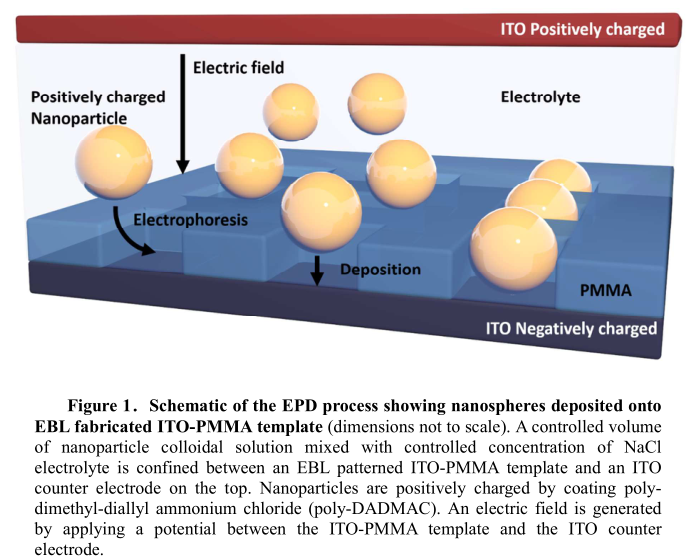 ITO Positively charged
Electric field
Positively charged
Nanoparticle
Electrolyte
Electrophoresis
Deposition
PMMA
ITO Negatively charged
Figure 1. Schematic of the EPD process showing nanospheres deposited onto
EBL fabricated ITO-PMMA template (dimensions not to scale). A controlled volume
of nanoparticle colloidal solution mixed with controlled concentration of NaCl
electrolyte is confined between an EBL patterned ITO-PMMA template and an ITO
counter electrode on the top. Nanoparticles are positively charged by coating poly-
dimethyl-diallyl ammonium chloride (poly-DADMAC). An electric field is generated
by applying a potential between the ITO-PMMA template and the ITO counter
electrode.